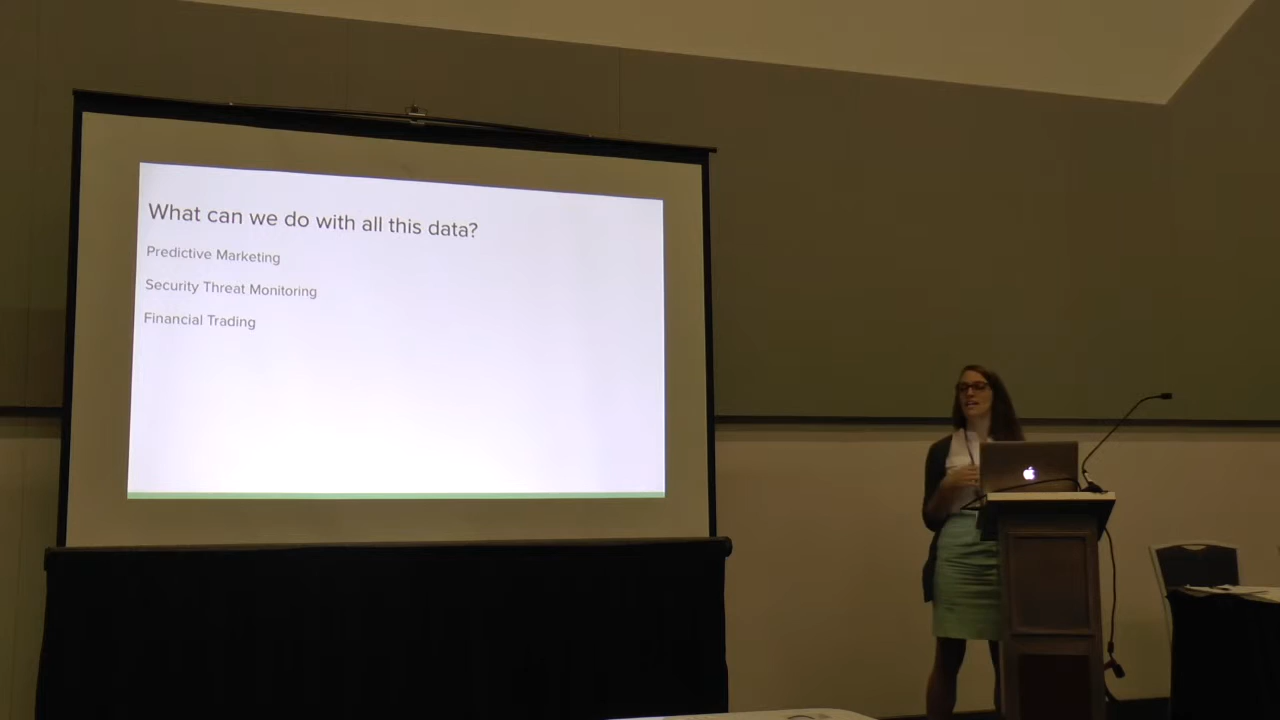 What can we do with all this data?
Predictive Marketing
Security Threat Monitoring
Financial Trading